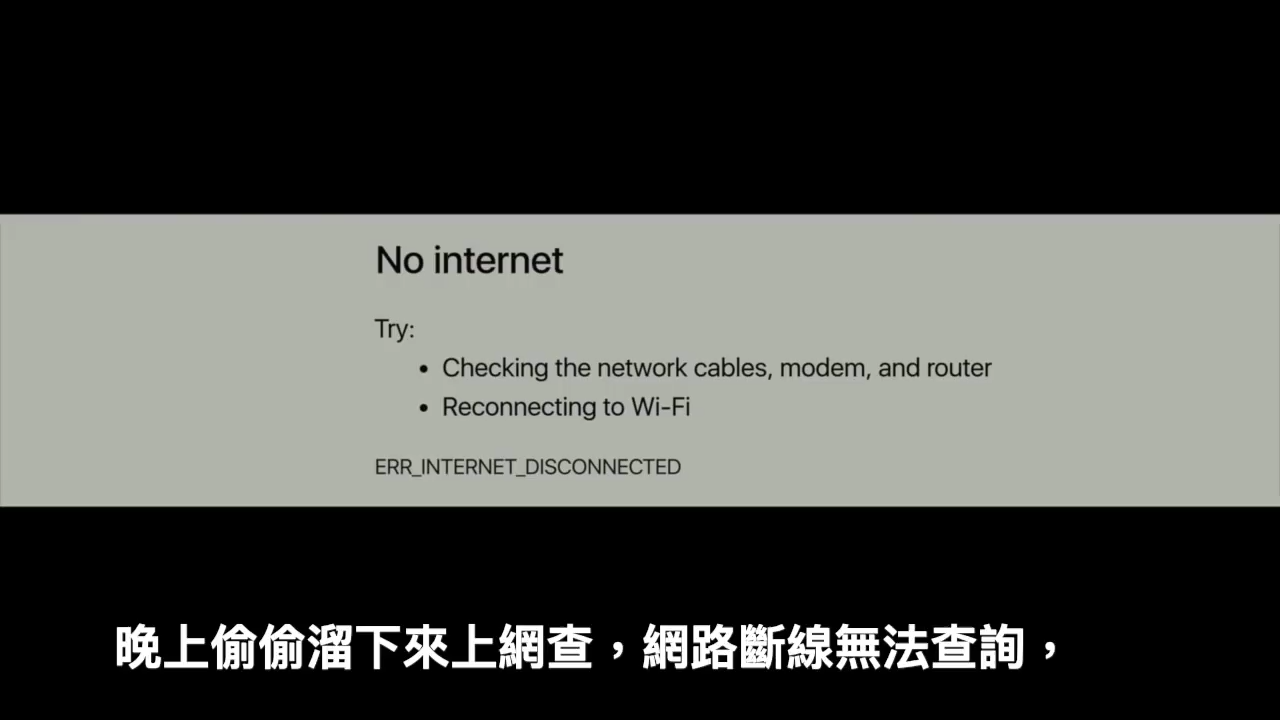 No internet
Try:
• Checking the network cables, modem, and router
• Reconnecting to Wi-Fi
ERR_INTERNET_DISCONNECTED
晚上偷偷溜下來上網查，網路斷線無法查詢，